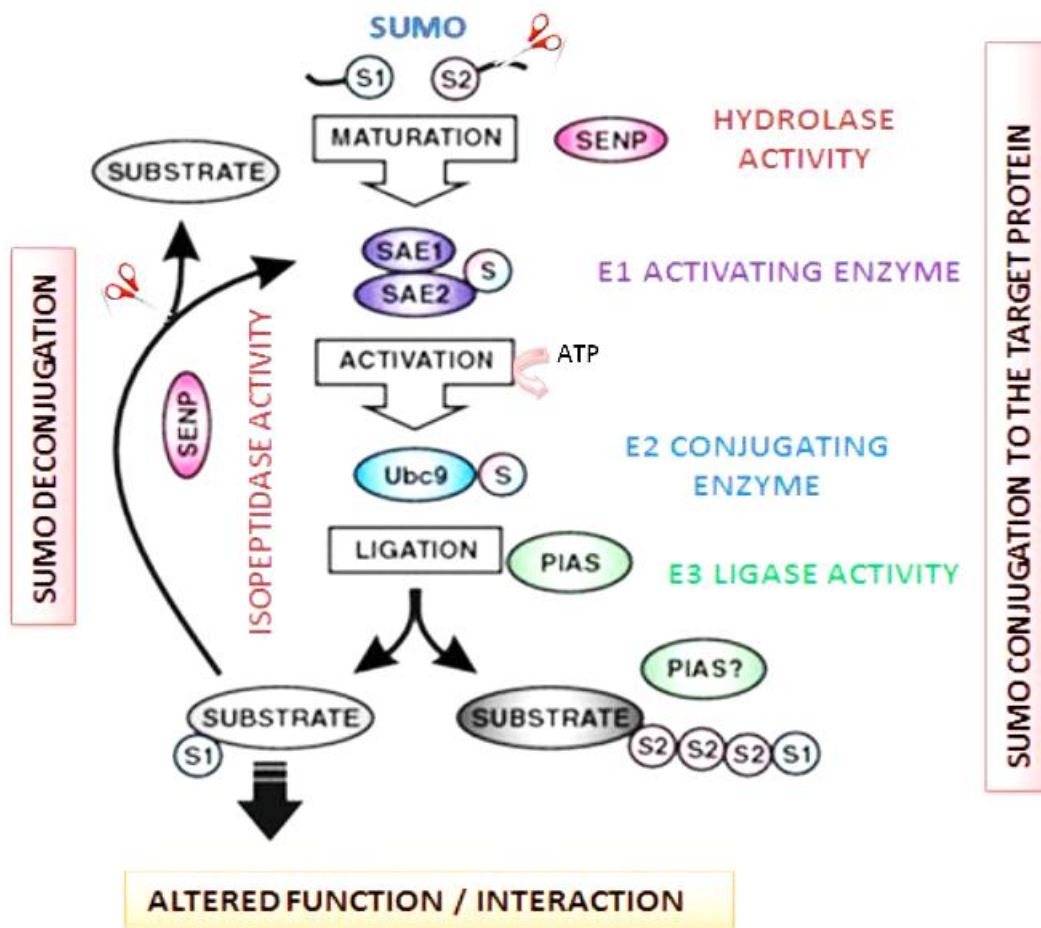 SUMO
S1
S2
MATURATION
SENP
HYDROLASE
ACTIVITY
SUBSTRATE
SAE1
SAE2
S
E1 ACTIVATING ENZYME
ACTIVATION
ATP
SENP
ISOPEPTIDASE ACTIVITY
SUMO DECONJUGATION
Ubc9
S
E2 CONJUGATING
ENZYME
LIGATION
PIAS
E3 LIGASE ACTIVITY
PIAS?
SUBSTRATE
S1
SUBSTRATE
S2 S2 S2 S1
SUMO CONJUGATION TO THE TARGET PROTEIN
ALTERED FUNCTION / INTERACTION